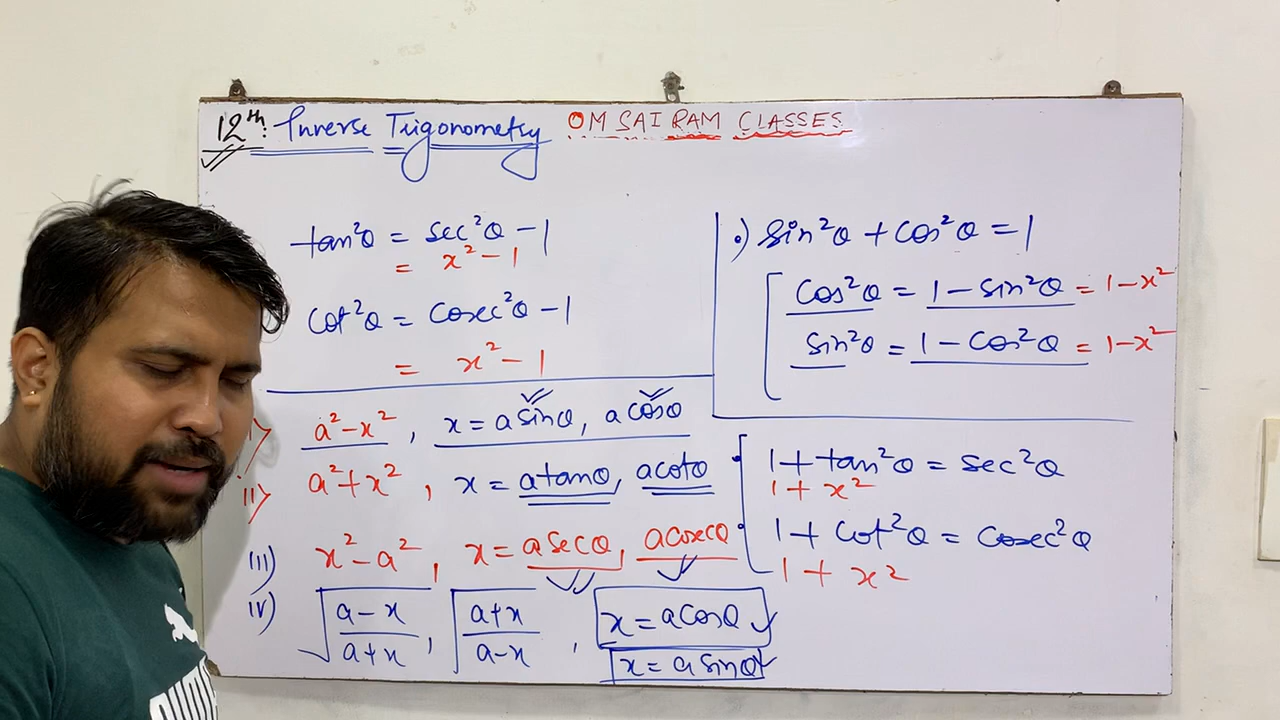 12th: Inverse Trigonometry OM SAI RAM CLASSES
tan²θ = sec²θ - 1
= x² - 1
cot²θ = cosec²θ - 1
= x² - 1
•) sin²θ + cos²θ = 1
cos²θ = 1 - sin²θ = 1 - x²
sin²θ = 1 - cos²θ = 1 - x²
i) a² - x² , x = a sinθ, a cosθ
ii) a² + x² , x = a tanθ, a cotθ
iii) x² - a² , x = a secθ, a cosecθ
iv) √(a - x / a + x) , √(a + x / a - x) , x = a cosθ
x = a sinθ
• 1 + tan²θ = sec²θ
1 + x²
• 1 + cot²θ = cosec²θ
1 + x²